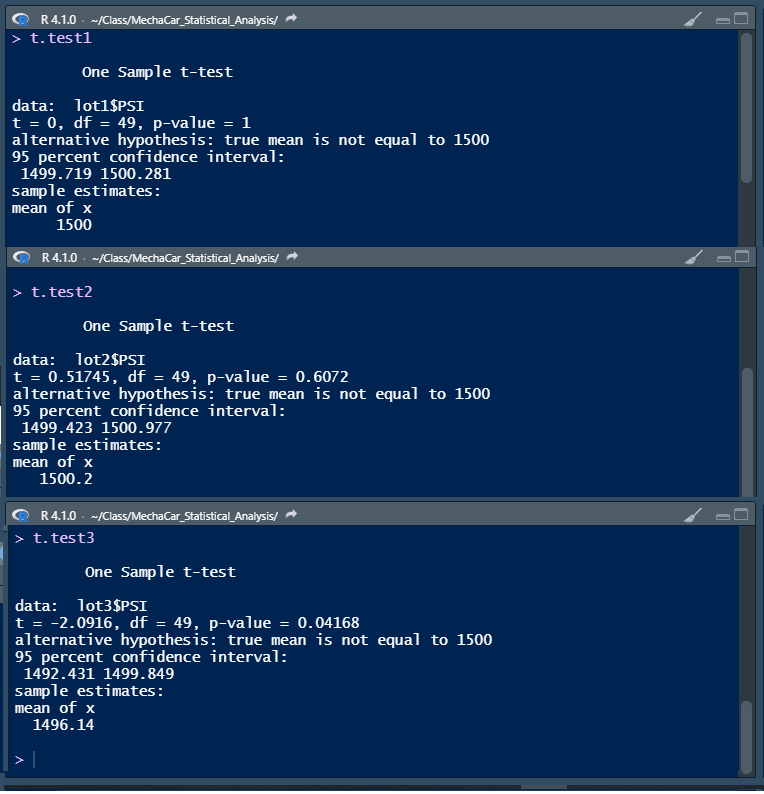 R 4.1.0 · ~/Class/MechaCar_Statistical_Analysis/
> t.test1
One Sample t-test
data:  lot1$PSI
t = 0, df = 49, p-value = 1
alternative hypothesis: true mean is not equal to 1500
95 percent confidence interval:
1499.719 1500.281
sample estimates:
mean of x
1500
R 4.1.0 · ~/Class/MechaCar_Statistical_Analysis/
> t.test2
One Sample t-test
data:  lot2$PSI
t = 0.51745, df = 49, p-value = 0.6072
alternative hypothesis: true mean is not equal to 1500
95 percent confidence interval:
1499.423 1500.977
sample estimates:
mean of x
1500.2
R 4.1.0 · ~/Class/MechaCar_Statistical_Analysis/
> t.test3
One Sample t-test
data:  lot3$PSI
t = -2.0916, df = 49, p-value = 0.04168
alternative hypothesis: true mean is not equal to 1500
95 percent confidence interval:
1492.431 1499.849
sample estimates:
mean of x
1496.14
>